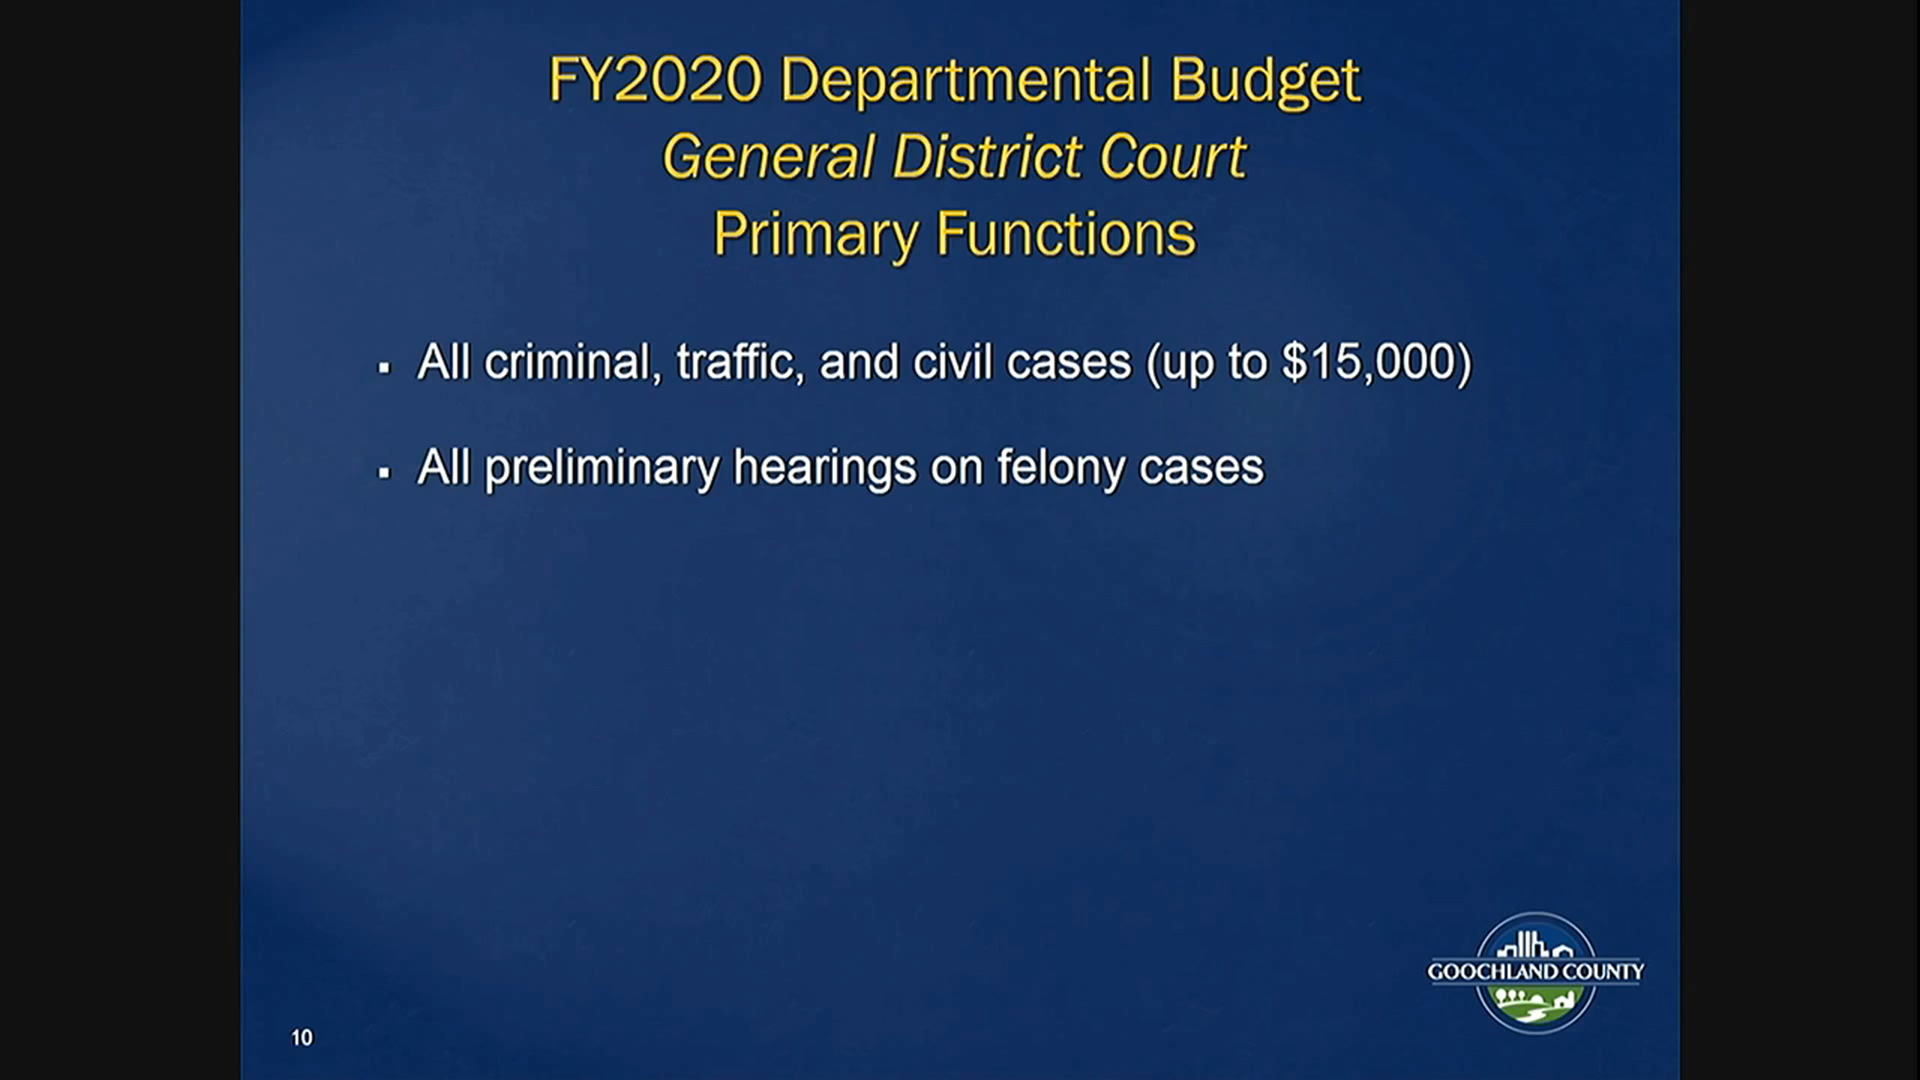 FY2020 Departmental Budget
General District Court
Primary Functions
▪ All criminal, traffic, and civil cases (up to $15,000)
▪ All preliminary hearings on felony cases
GOOCHLAND COUNTY
10